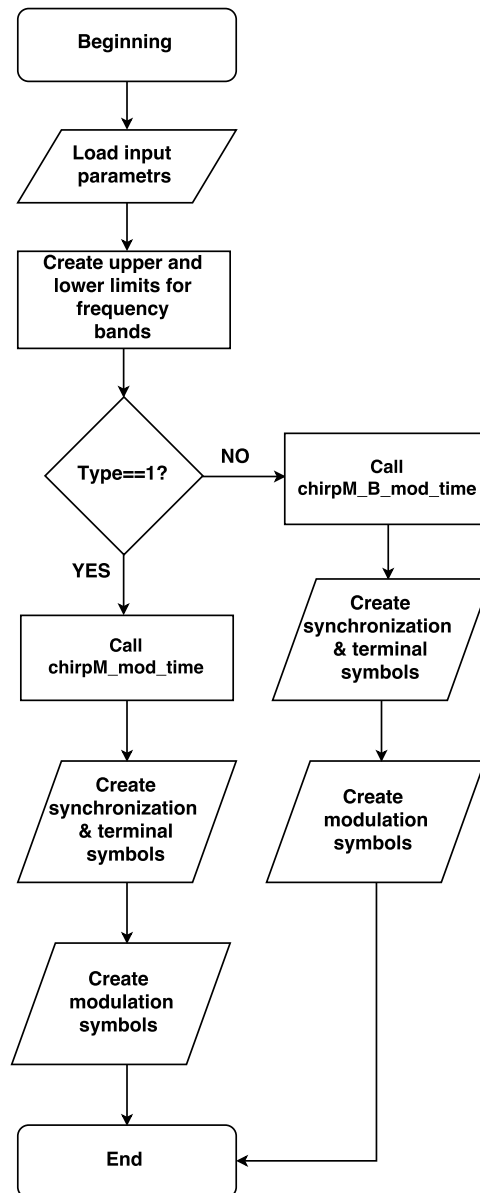 Beginning
Load input
parametrs
Create upper and
lower limits for
frequency
bands
Type==1?
NO
Call
chirpM_B_mod_time
YES
Create
synchronization
& terminal
symbols
Call
chirpM_mod_time
Create
synchronization
& terminal
symbols
Create
modulation
symbols
Create
modulation
symbols
End